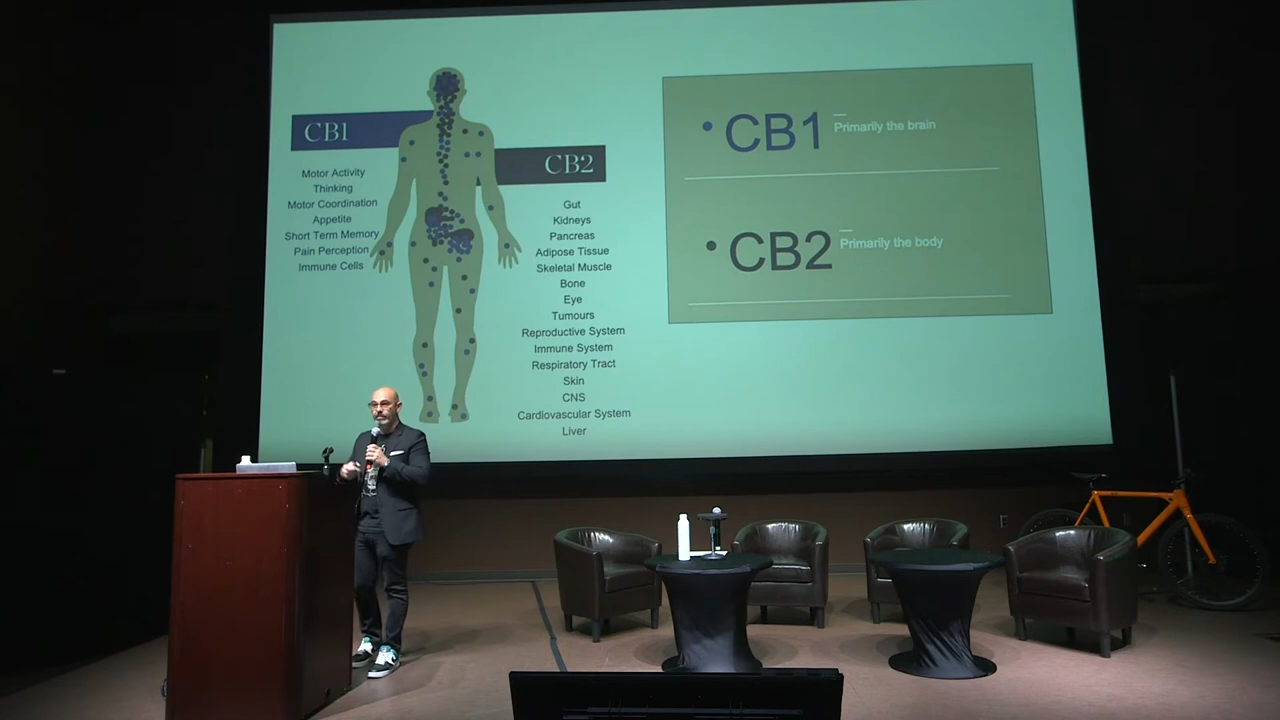 CB1
Motor Activity
Thinking
Motor Coordination
Appetite
Short Term Memory
Pain Perception
Immune Cells
CB2
Gut
Kidneys
Pancreas
Adipose Tissue
Skeletal Muscle
Bone
Eye
Tumours
Reproductive System
Immune System
Respiratory Tract
Skin
CNS
Cardiovascular System
Liver
• CB1 – Primarily the brain
• CB2 – Primarily the body